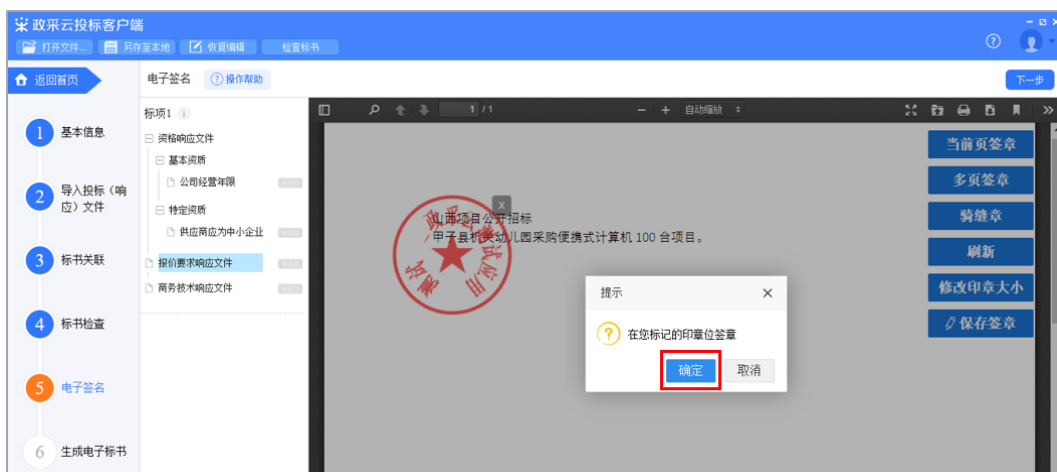 政采云投标客户端
打开文件...
另存至本地
恢复编辑
检查标书
返回首页
电子签名
操作帮助
下一步
1 基本信息
2 导入投标（响
应）文件
3 标书关联
4 标书检查
5 电子签名
6 生成电子标书
标项1
资格响应文件
基本资质
公司经营年限
特定资质
供应商应为中小企业
报价要求响应文件
商务技术响应文件
1 / 1
自动缩放
山西项目公开招标
甲子县机关幼儿园采购便携式计算机 100 台项目。
x
当前页签章
多页签章
骑缝章
刷新
修改印章大小
保存签章
提示
在您标记的印章位签章
确定
取消